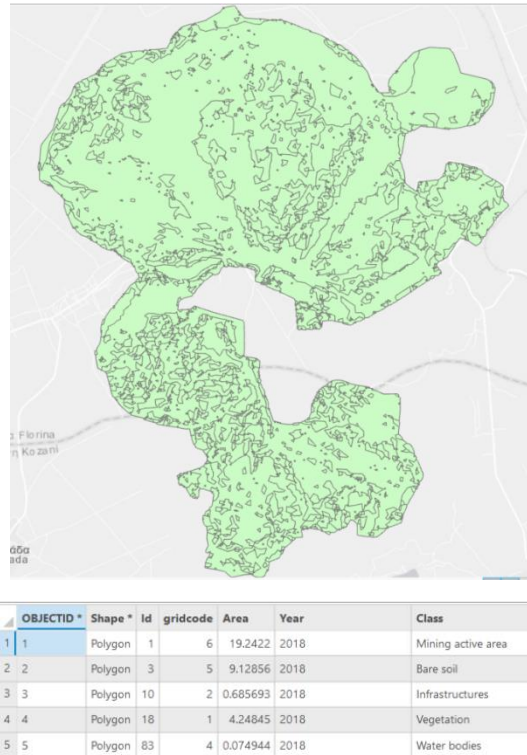 Florina
Kozani
άδα
ada
OBJECTID * Shape * Id gridcode Area Year Class
1 1 Polygon 1 6 19.2422 2018 Mining active area
2 2 Polygon 3 5 9.12856 2018 Bare soil
3 3 Polygon 10 2 0.685693 2018 Infrastructures
4 4 Polygon 18 1 4.24845 2018 Vegetation
5 5 Polygon 83 4 0.074944 2018 Water bodies